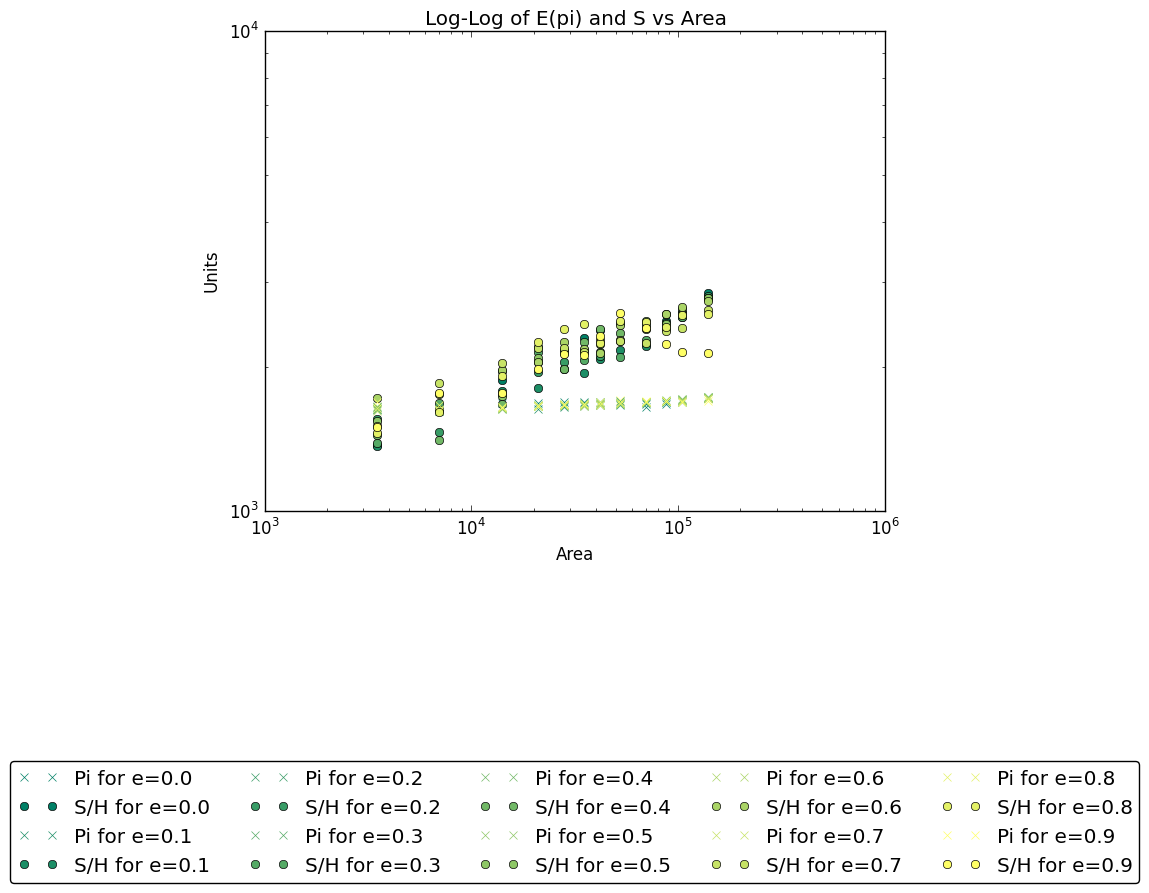 Log-Log of E(pi) and S vs Area
10^4
Units
10^3
10^3 10^4 10^5 10^6
Area
Pi for e=0.0 Pi for e=0.2 Pi for e=0.4 Pi for e=0.6 Pi for e=0.8
S/H for e=0.0 S/H for e=0.2 S/H for e=0.4 S/H for e=0.6 S/H for e=0.8
Pi for e=0.1 Pi for e=0.3 Pi for e=0.5 Pi for e=0.7 Pi for e=0.9
S/H for e=0.1 S/H for e=0.3 S/H for e=0.5 S/H for e=0.7 S/H for e=0.9